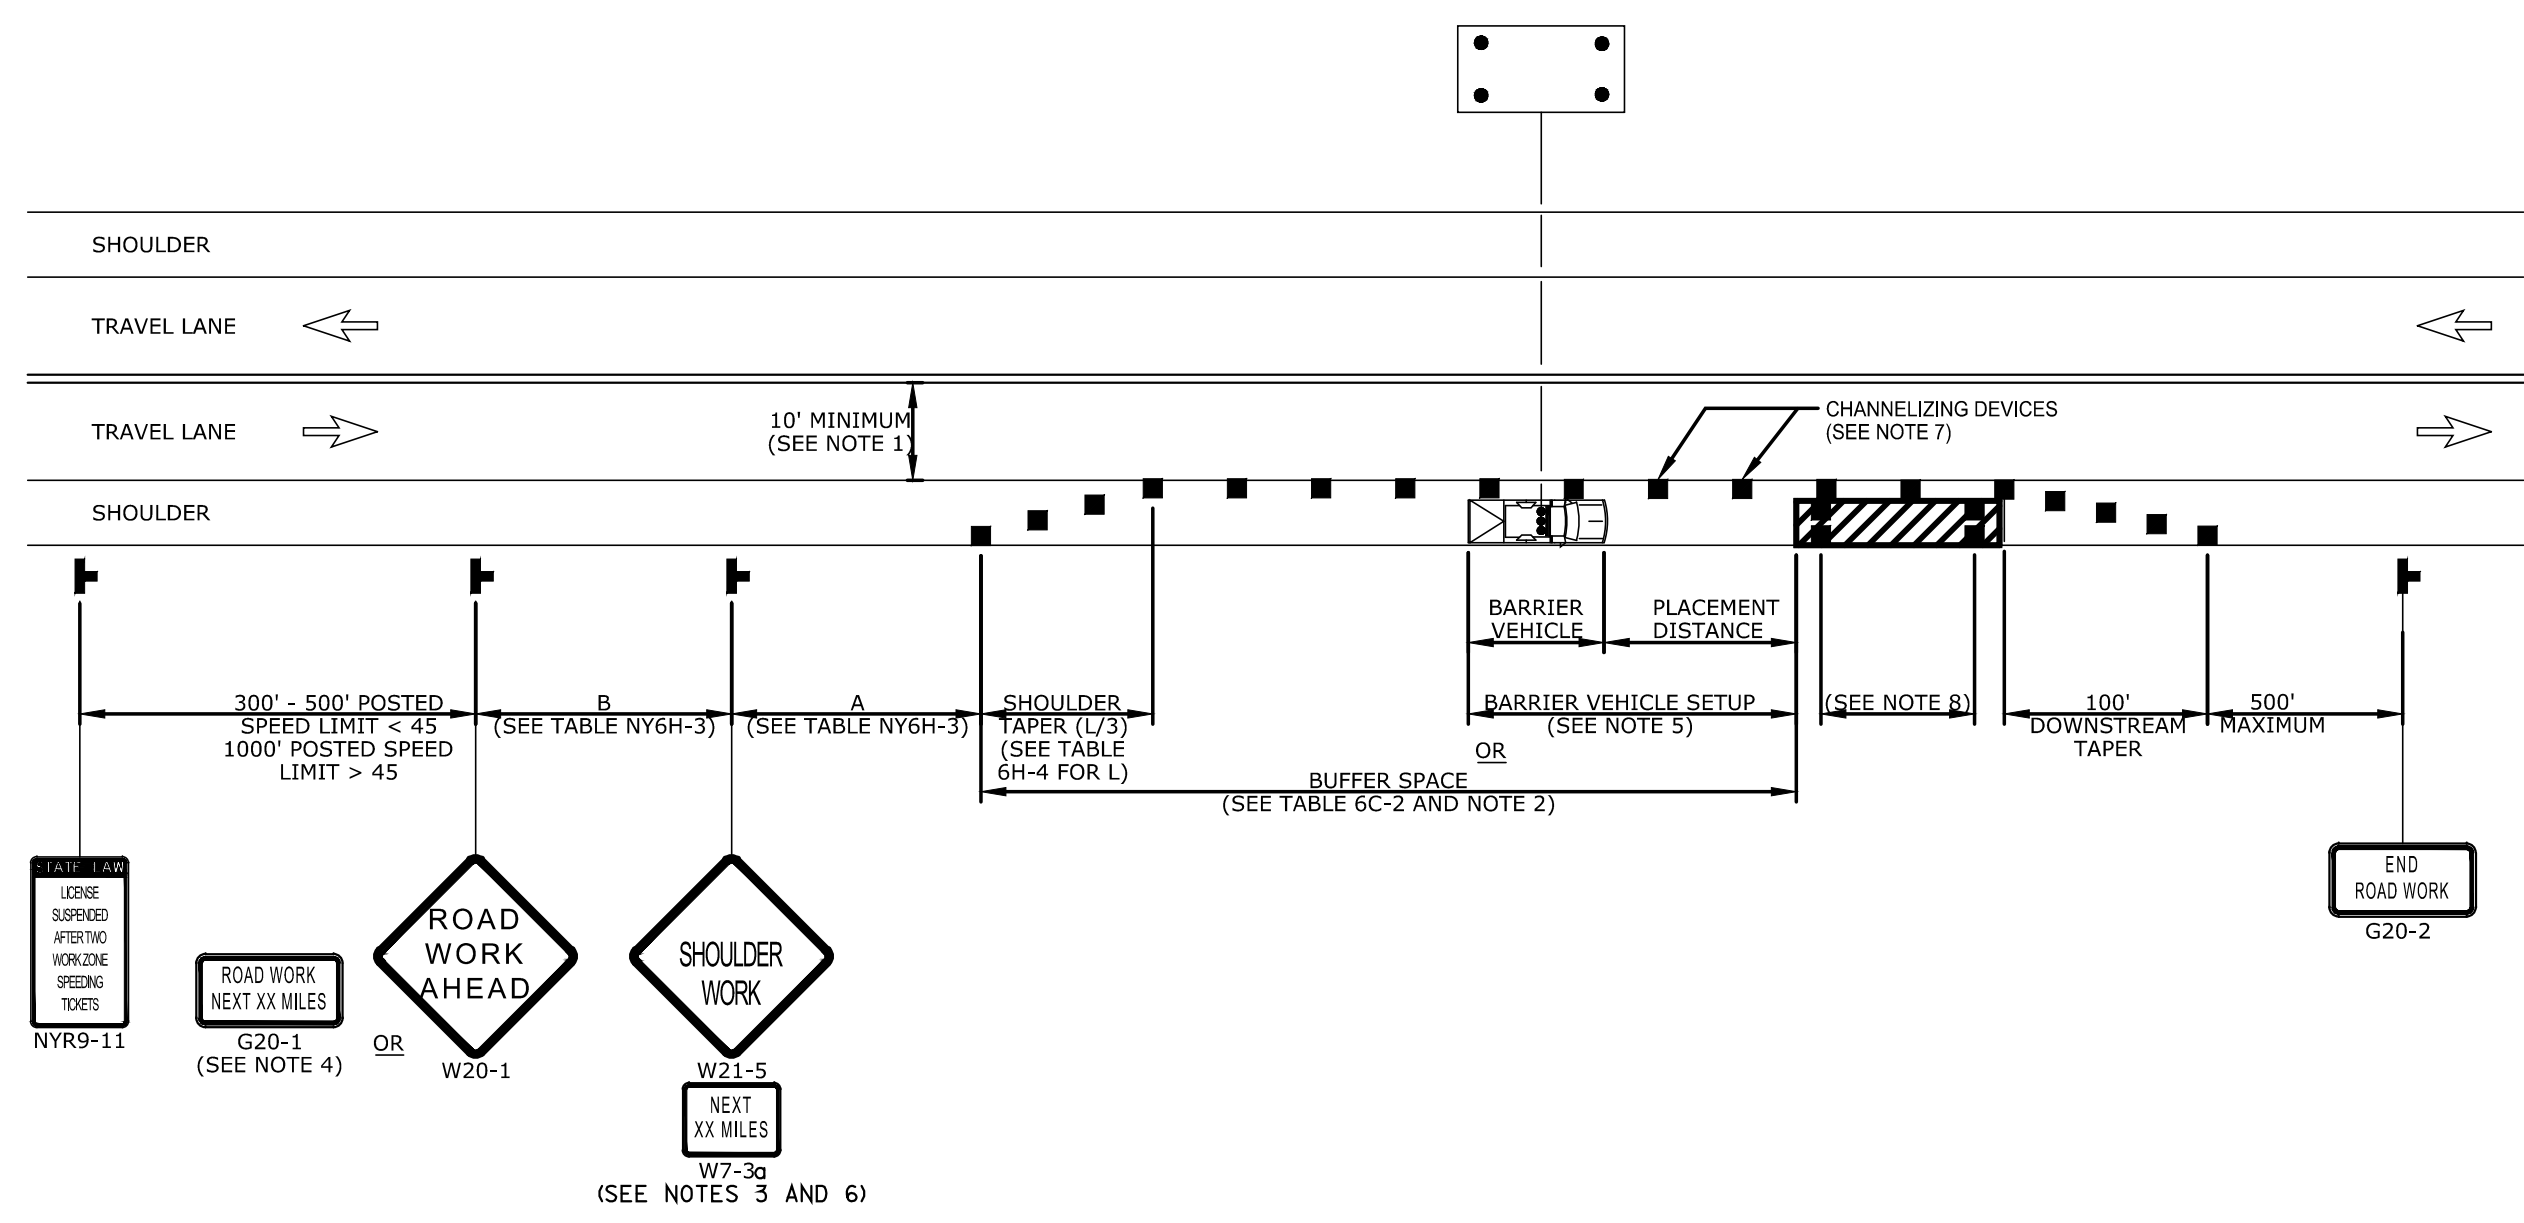 SHOULDER
TRAVEL LANE
TRAVEL LANE
10' MINIMUM
(SEE NOTE 1)
CHANNELIZING DEVICES
(SEE NOTE 7)
SHOULDER
BARRIER
VEHICLE
PLACEMENT
DISTANCE
300' - 500' POSTED
SPEED LIMIT < 45
1000' POSTED SPEED
LIMIT > 45
B
(SEE TABLE NY6H-3)
A
(SEE TABLE NY6H-3)
SHOULDER
TAPER (L/3)
(SEE TABLE
6H-4 FOR L)
BARRIER VEHICLE SETUP
(SEE NOTE 5)
OR
BUFFER SPACE
(SEE TABLE 6C-2 AND NOTE 2)
(SEE NOTE 8)
100'
DOWNSTREAM
TAPER
500'
MAXIMUM
STATE LAW
LICENSE
SUSPENDED
AFTER TWO
WORK ZONE
SPEEDING
TICKETS
NYR9-11
ROAD WORK
NEXT XX MILES
G20-1
(SEE NOTE 4)
OR
ROAD
WORK
AHEAD
W20-1
SHOULDER
WORK
W21-5
NEXT
XX MILES
W7-3a
(SEE NOTES 3 AND 6)
END
ROAD WORK
G20-2